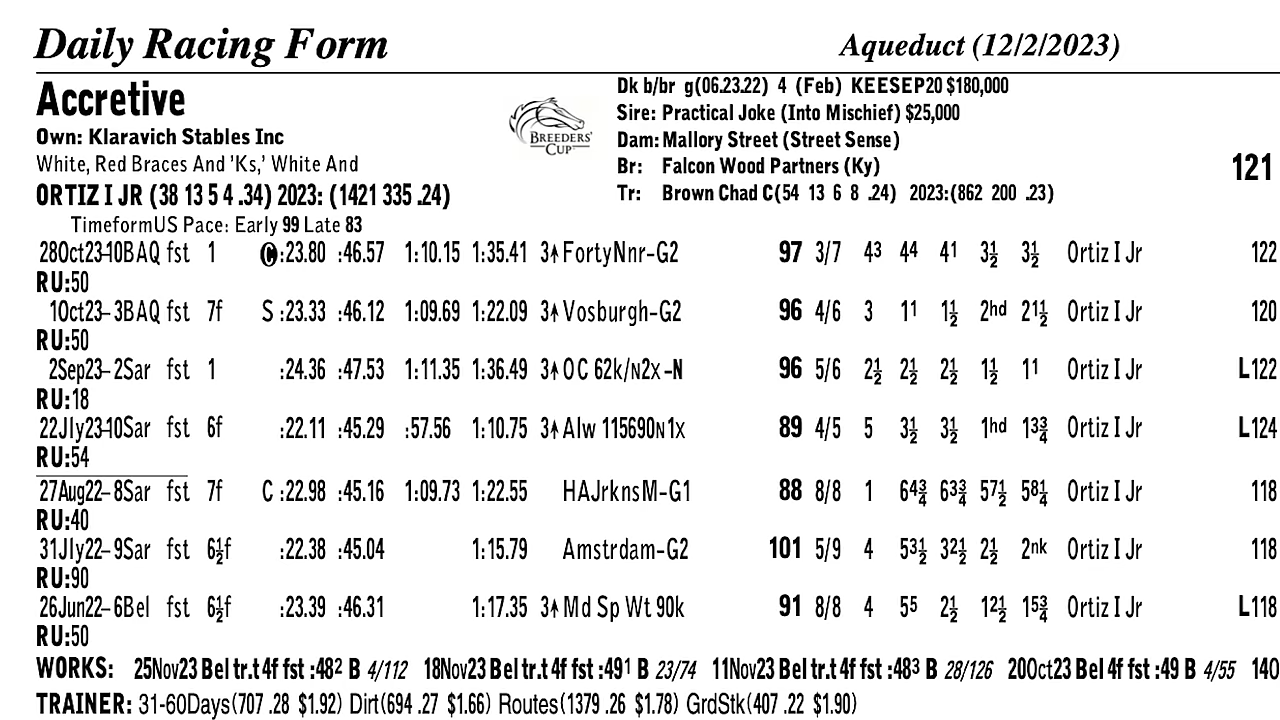 Daily Racing Form
Aqueduct (12/2/2023)
Accretive
Own: Klaravich Stables Inc
White, Red Braces And 'Ks,' White And
ORTIZ I JR (38 13 5 4 .34) 2023: (1421 335 .24)
TimeformUS Pace: Early 99 Late 83
BREEDERS' CUP
Dk b/br g(06.23.22) 4 (Feb) KEESEP20 $180,000
Sire: Practical Joke (Into Mischief) $25,000
Dam: Mallory Street (Street Sense)
Br: Falcon Wood Partners (Ky)
Tr: Brown Chad C(54 13 6 8 .24) 2023:(862 200 .23)
121
28Oct23-10BAQ fst 1 C :23.80 :46.57 1:10.15 1:35.41 3↑ FortyNnr-G2 97 3/7 4³ 4⁴ 4¹ 3½ 3½ Ortiz I Jr 122
RU:50
1Oct23- 3BAQ fst 7f S :23.33 :46.12 1:09.69 1:22.09 3↑ Vosburgh-G2 96 4/6 3 1¹ 1½ 2hd 21½ Ortiz I Jr 120
RU:50
2Sep23- 2Sar fst 1 :24.36 :47.53 1:11.35 1:36.49 3↑ OC 62k/N2X -N 96 5/6 2½ 2½ 2½ 1½ 1¹ Ortiz I Jr L122
RU:18
22Jly23-10Sar fst 6f :22.11 :45.29 :57.56 1:10.75 3↑ Alw 115690N1X 89 4/5 5 3½ 3½ 1hd 13¾ Ortiz I Jr L124
RU:54
27Aug22- 8Sar fst 7f C :22.98 :45.16 1:09.73 1:22.55 HAJrknsM-G1 88 8/8 1 64¾ 63¾ 57½ 58¼ Ortiz I Jr 118
RU:40
31Jly22- 9Sar fst 6½f :22.38 :45.04 1:15.79 Amstrdam-G2 101 5/9 4 53½ 32½ 2½ 2nk Ortiz I Jr 118
RU:90
26Jun22- 6Bel fst 6½f :23.39 :46.31 1:17.35 3↑ Md Sp Wt 90k 91 8/8 4 5⁵ 2½ 12½ 15¾ Ortiz I Jr L118
RU:50
WORKS: 25Nov23 Bel tr.t 4f fst :48² B 4/112 18Nov23 Bel tr.t 4f fst :49¹ B 23/74 11Nov23 Bel tr.t 4f fst :48³ B 28/126 20Oct23 Bel 4f fst :49 B 4/55 140
TRAINER: 31-60Days(707 .28 $1.92) Dirt(694 .27 $1.66) Routes(1379 .26 $1.78) GrdStk(407 .22 $1.90)